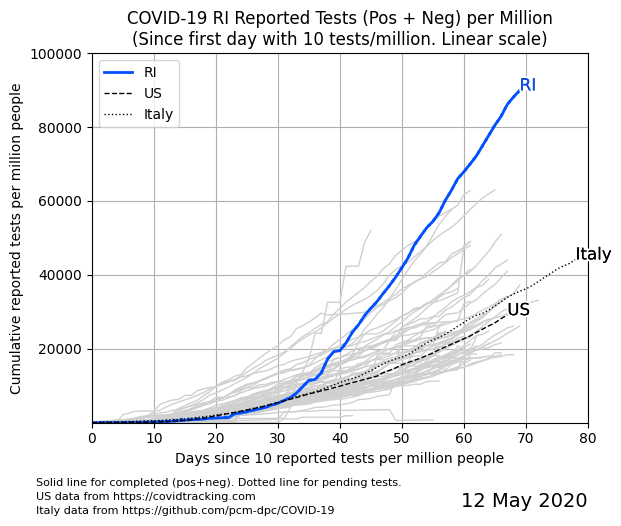 COVID-19 RI Reported Tests (Pos + Neg) per Million
(Since first day with 10 tests/million. Linear scale)
100000
80000
60000
40000
20000
Cumulative reported tests per million people
RI
US
Italy
RI
Italy
US
0 10 20 30 40 50 60 70 80
Days since 10 reported tests per million people
Solid line for completed (pos+neg). Dotted line for pending tests.
US data from https://covidtracking.com
Italy data from https://github.com/pcm-dpc/COVID-19
12 May 2020